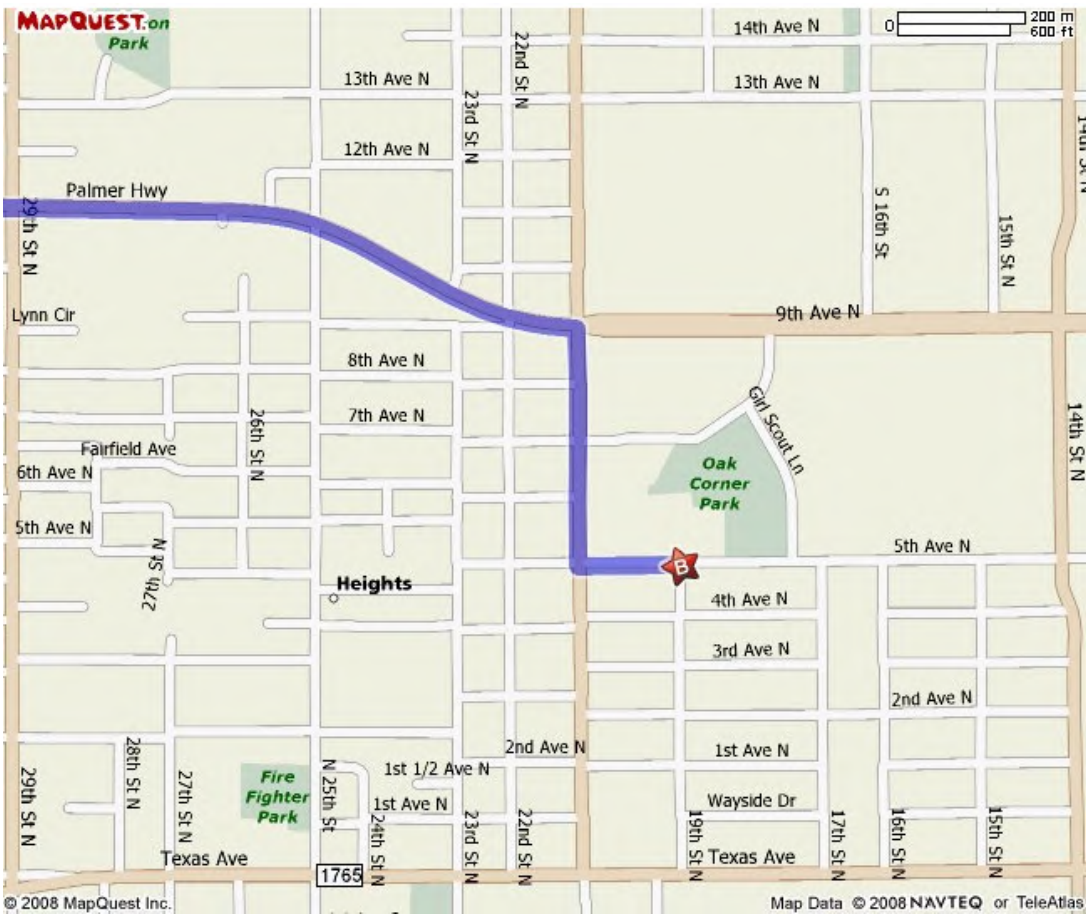 MAPQUEST
on
Park
14th Ave N
0
200 m
600 ft
22nd St N
13th Ave N
13th Ave N
23rd St N
14th St N
12th Ave N
Palmer Hwy
29th St N
S 16th St
15th St N
Lynn Cir
9th Ave N
8th Ave N
Girl Scout Ln
7th Ave N
26th St N
14th St N
Fairfield Ave
6th Ave N
Oak
Corner
Park
5th Ave N
27th St N
5th Ave N
B
Heights
4th Ave N
3rd Ave N
2nd Ave N
28th St N
2nd Ave N
1st Ave N
29th St N
27th St N
Fire
Fighter
Park
N 25th St
1st 1/2 Ave N
1st Ave N
24th St N
23rd St N
22nd St N
Wayside Dr
19th St N
17th St N
16th St N
15th St N
Texas Ave
Texas Ave
1765
© 2008 MapQuest Inc.
Map Data © 2008 NAVTEQ or TeleAtlas